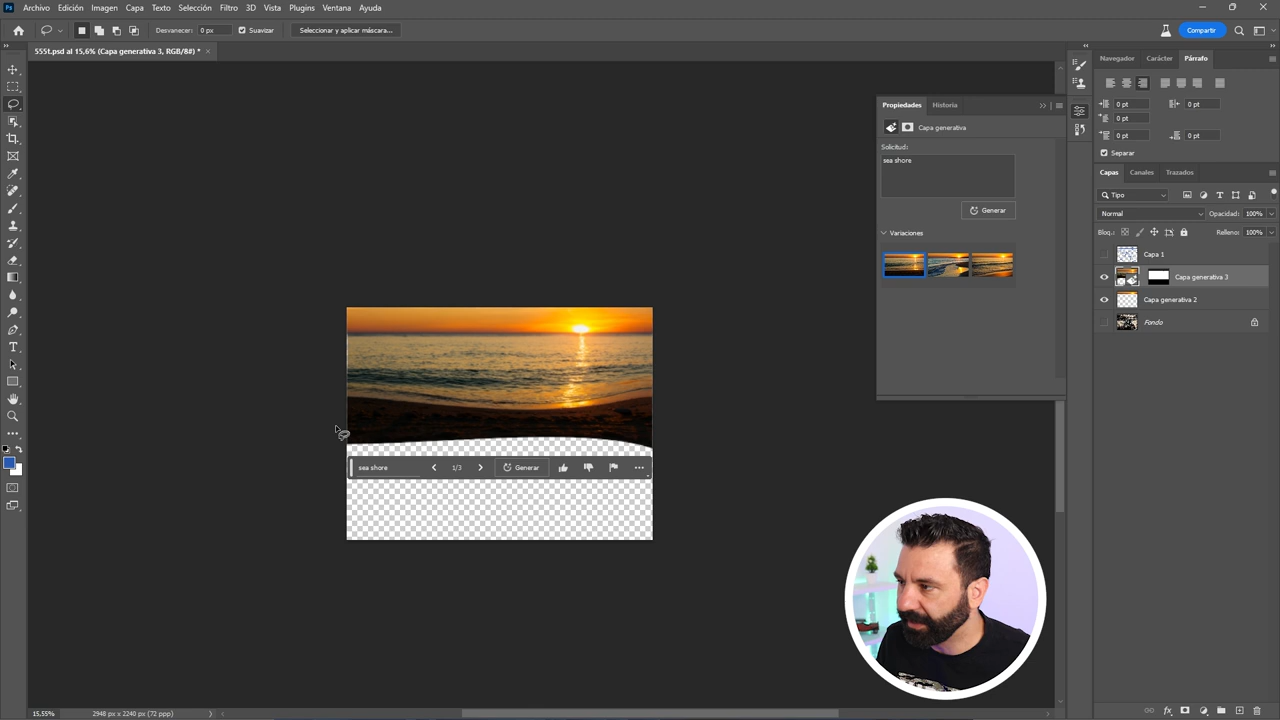 Ps Archivo Edición Imagen Capa Texto Selección Filtro 3D Vista Plugins Ventana Ayuda
Desvanecer: 0 px Suavizar Seleccionar y aplicar máscara... Compartir
555t.psd al 15,6% (Capa generativa 3, RGB/8#) * ×
Navegador Carácter Párrafo
0 pt 0 pt
0 pt
0 pt 0 pt
Separar
Propiedades Historia
Capa generativa
Solicitud:
sea shore
Generar
Variaciones
Capas Canales Trazados
Tipo
Normal Opacidad: 100%
Bloq.: Relleno: 100%
Capa 1
Capa generativa 3
Capa generativa 2
Fondo
sea shore 1/3 Generar
15,55% 2948 px x 2240 px (72 ppp)